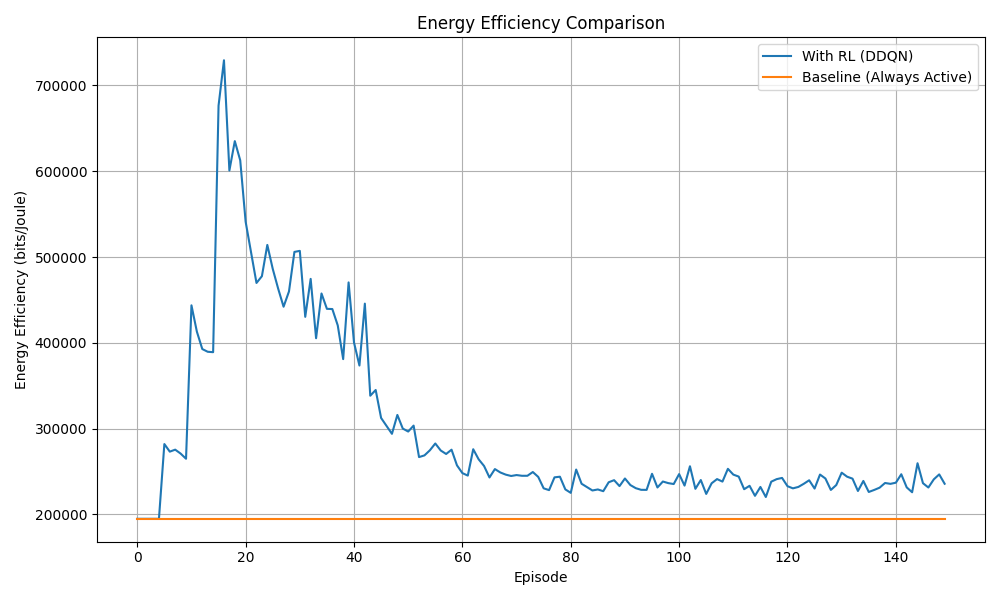 Energy Efficiency Comparison
With RL (DDQN)
Baseline (Always Active)
Energy Efficiency (bits/Joule)
700000
600000
500000
400000
300000
200000
0 20 40 60 80 100 120 140
Episode